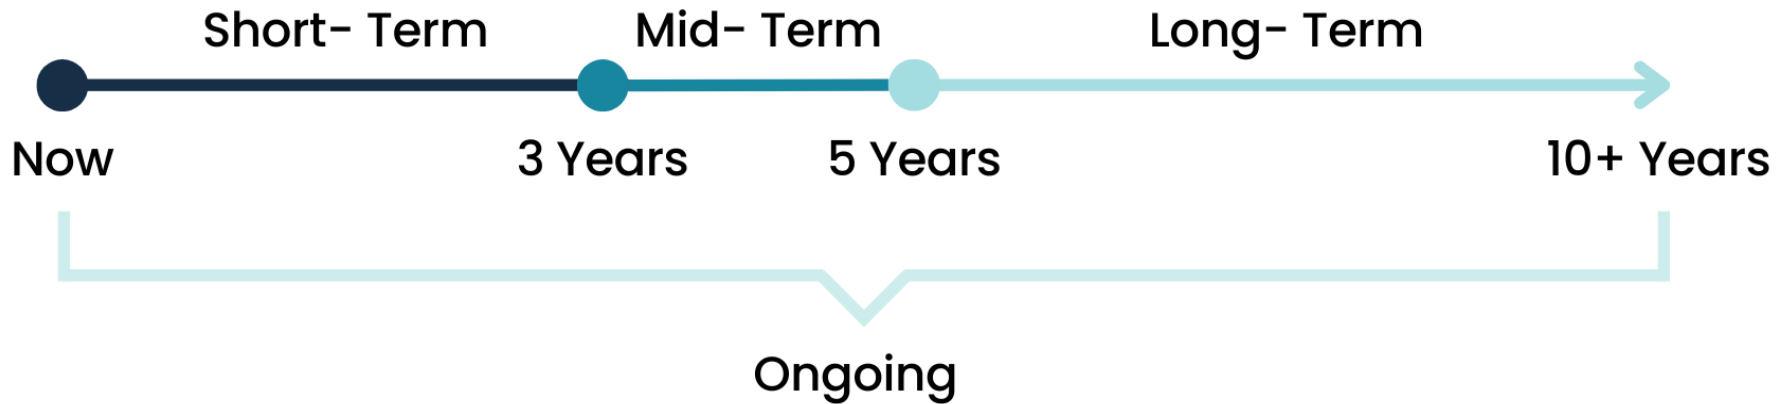 Short- Term Mid- Term Long- Term
Now 3 Years 5 Years 10+ Years
Ongoing